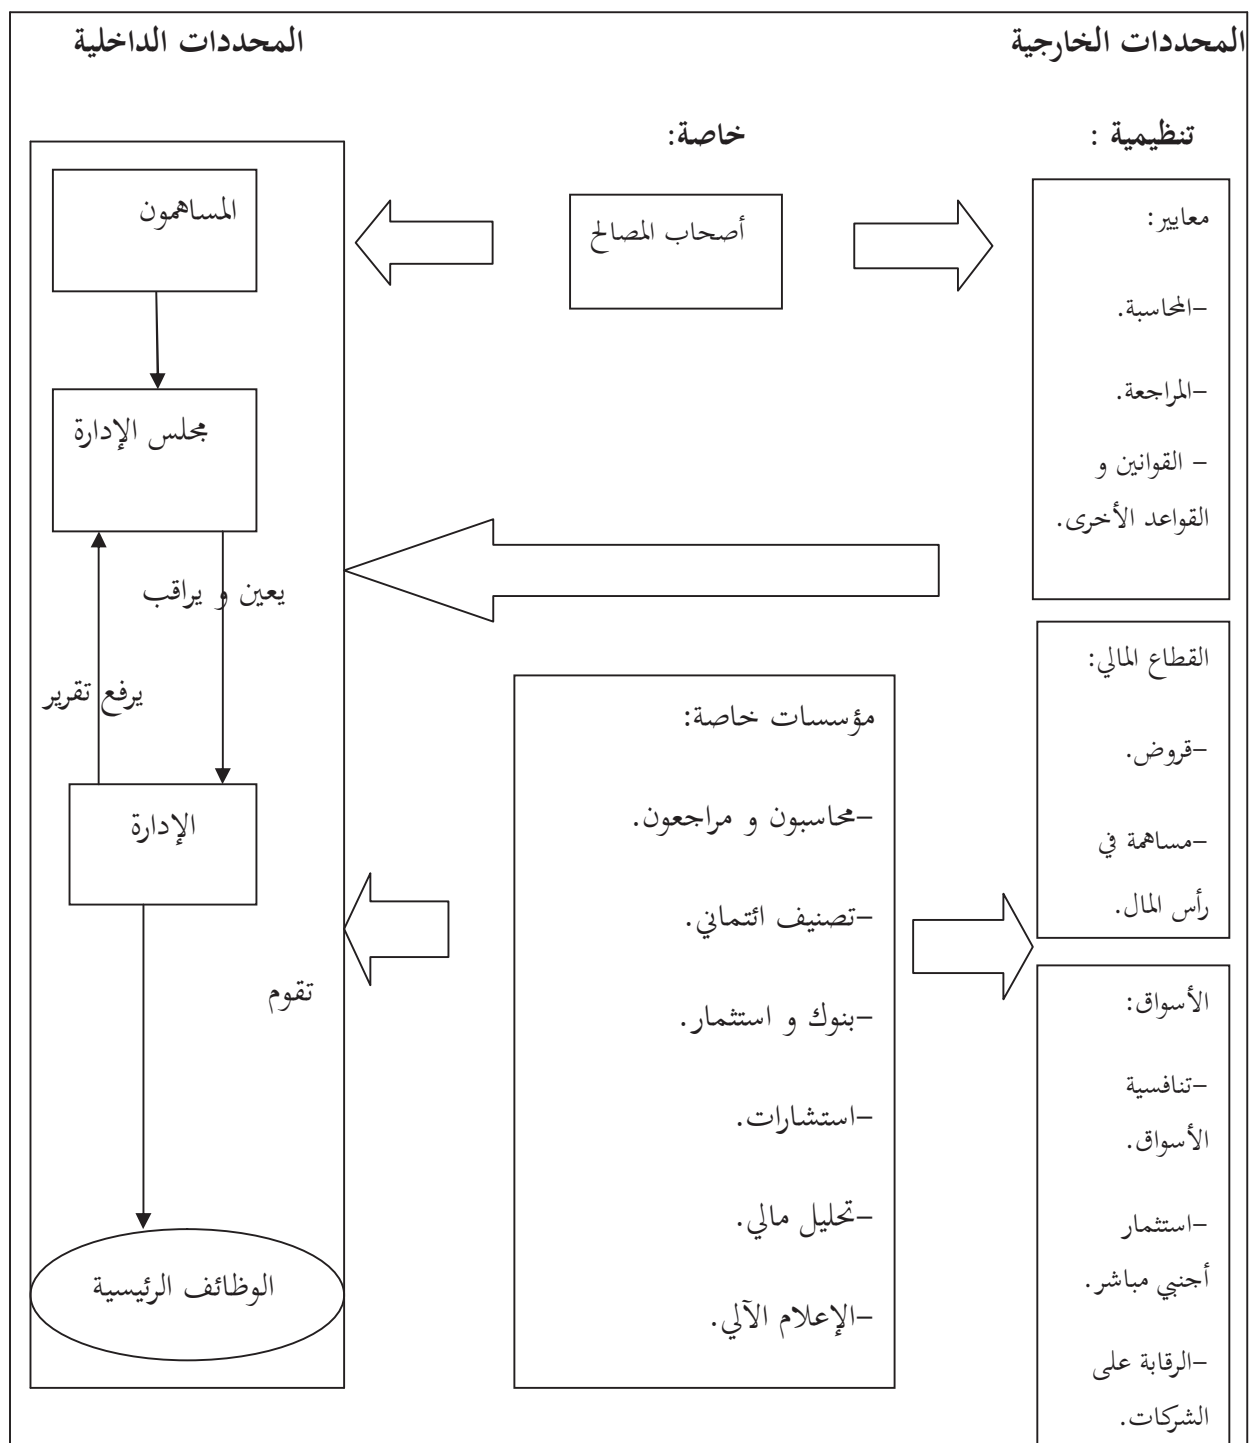 المحددات الخارجية
المحددات الداخلية
تنظيمية :
خاصة:
معايير:
–المحاسبة.
–المراجعة.
– القوانين و
القواعد الأخرى.
القطاع المالي:
–قروض.
–مساهمة في
رأس المال.
الأسواق:
–تنافسية
الأسواق.
–استثمار
أجنبي مباشر.
–الرقابة على
الشركات.
أصحاب المصالح
مؤسسات خاصة:
–محاسبون و مراجعون.
–تصنيف ائتماني.
–بنوك و استثمار.
–استشارات.
–تحليل مالي.
–الإعلام الآلي.
المساهمون
مجلس الإدارة
يعين و يراقب
يرفع تقرير
الإدارة
تقوم
الوظائف الرئيسية